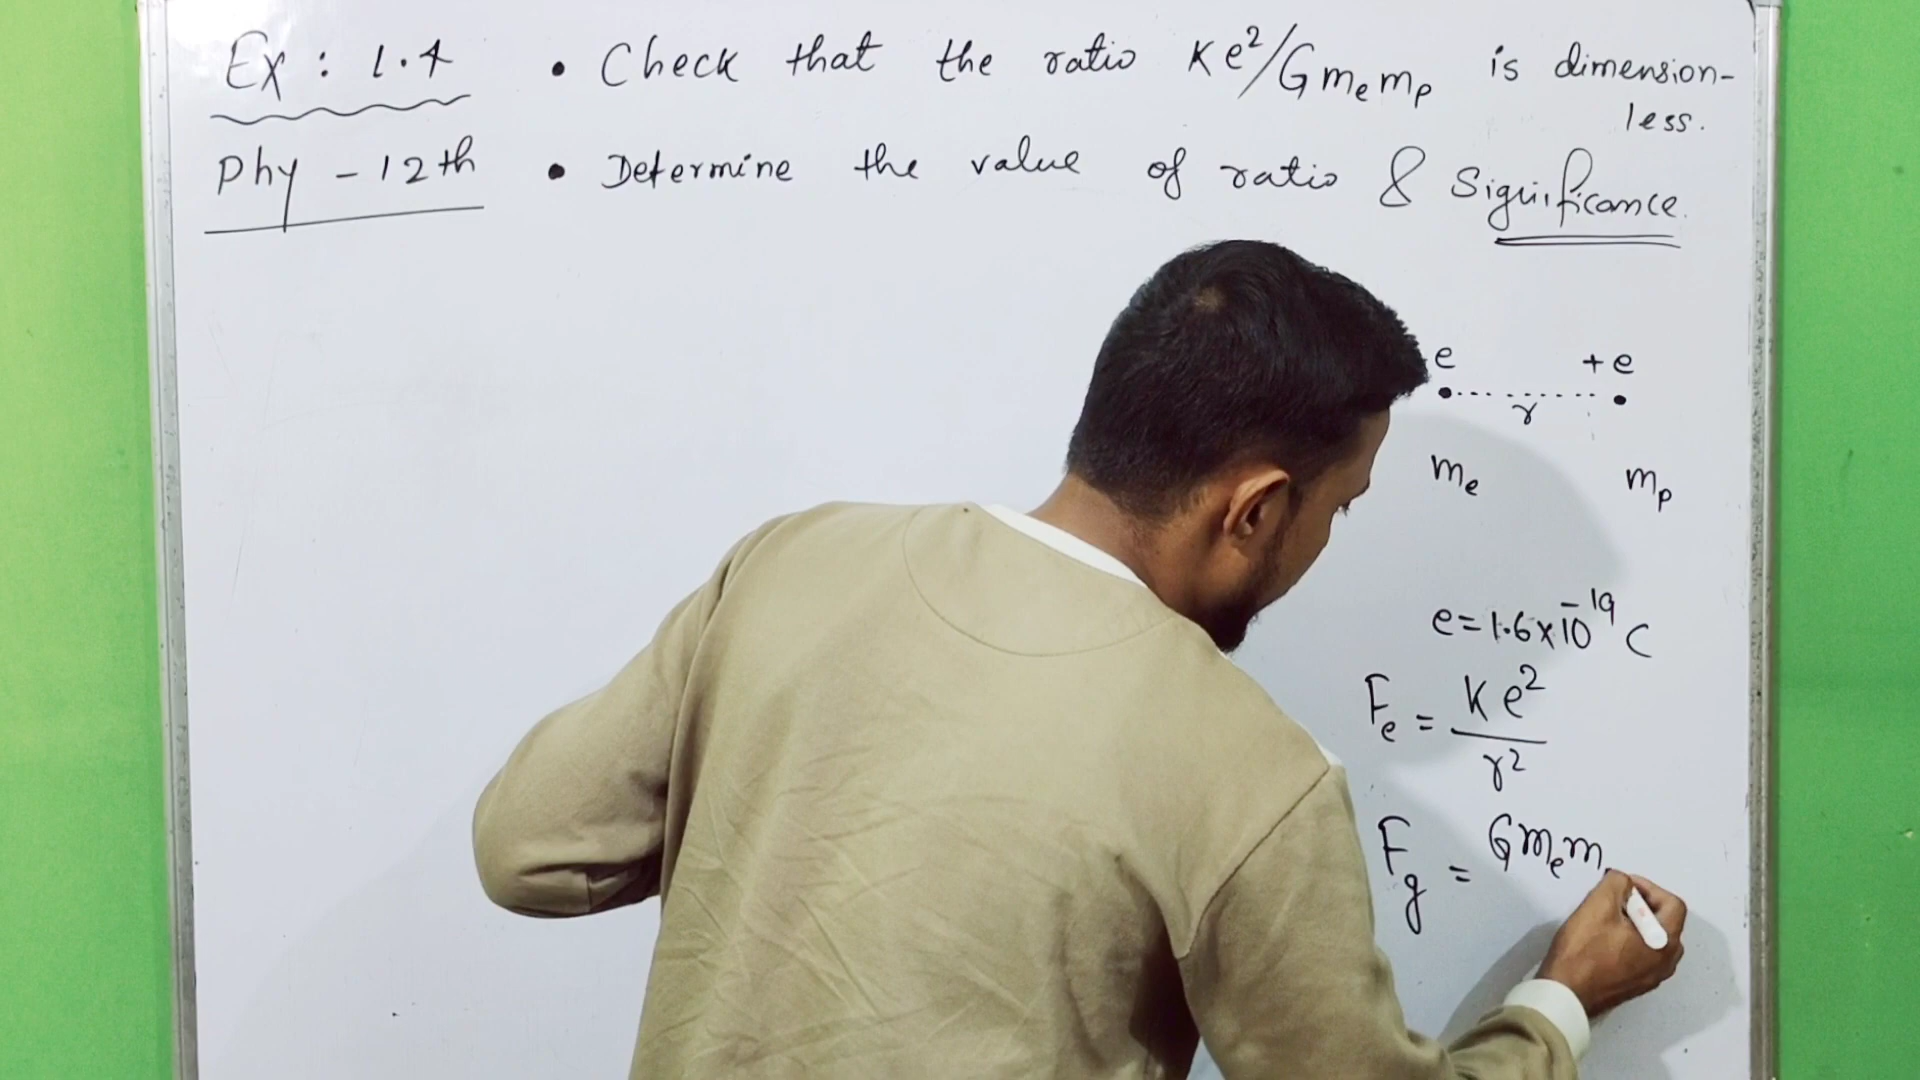 Ex : 1.4
Phy - 12th
• Check that the ratio Ke²/Gmₑmₚ is dimension-
less.
• Determine the value of ratio & Significance.
e +e
r
mₑ mₚ
e = 1.6 × 10⁻¹⁹ C
Fₑ = Ke²/r²
F_g = Gmₑm